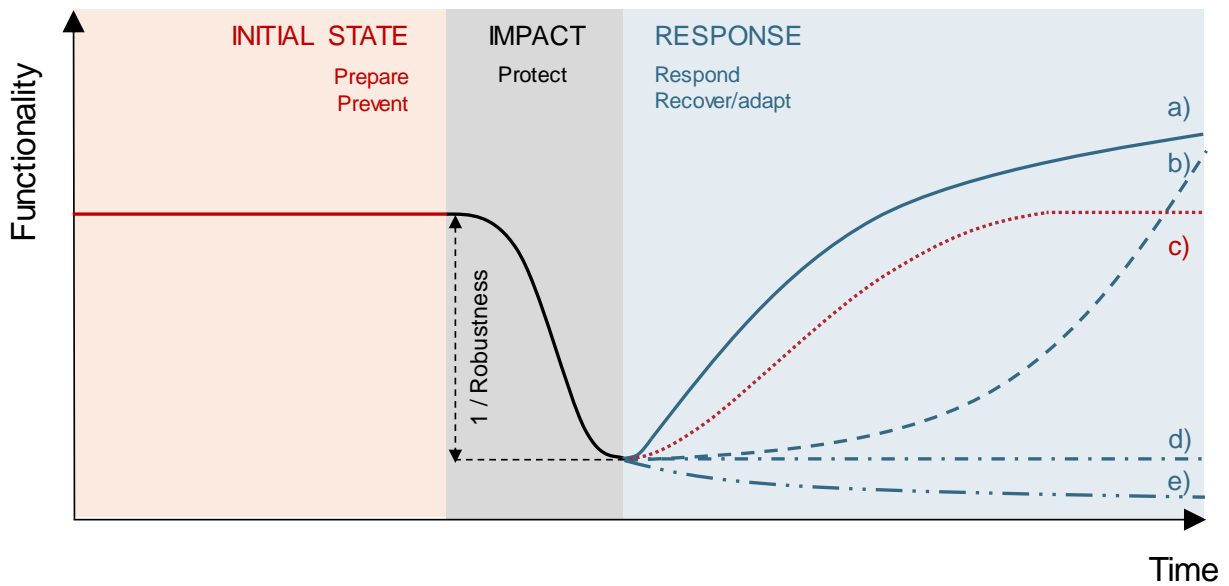 INITIAL STATE
Prepare
Prevent
IMPACT
Protect
RESPONSE
Respond
Recover/adapt
Functionality
1 / Robustness
a)
b)
c)
d)
e)
Time